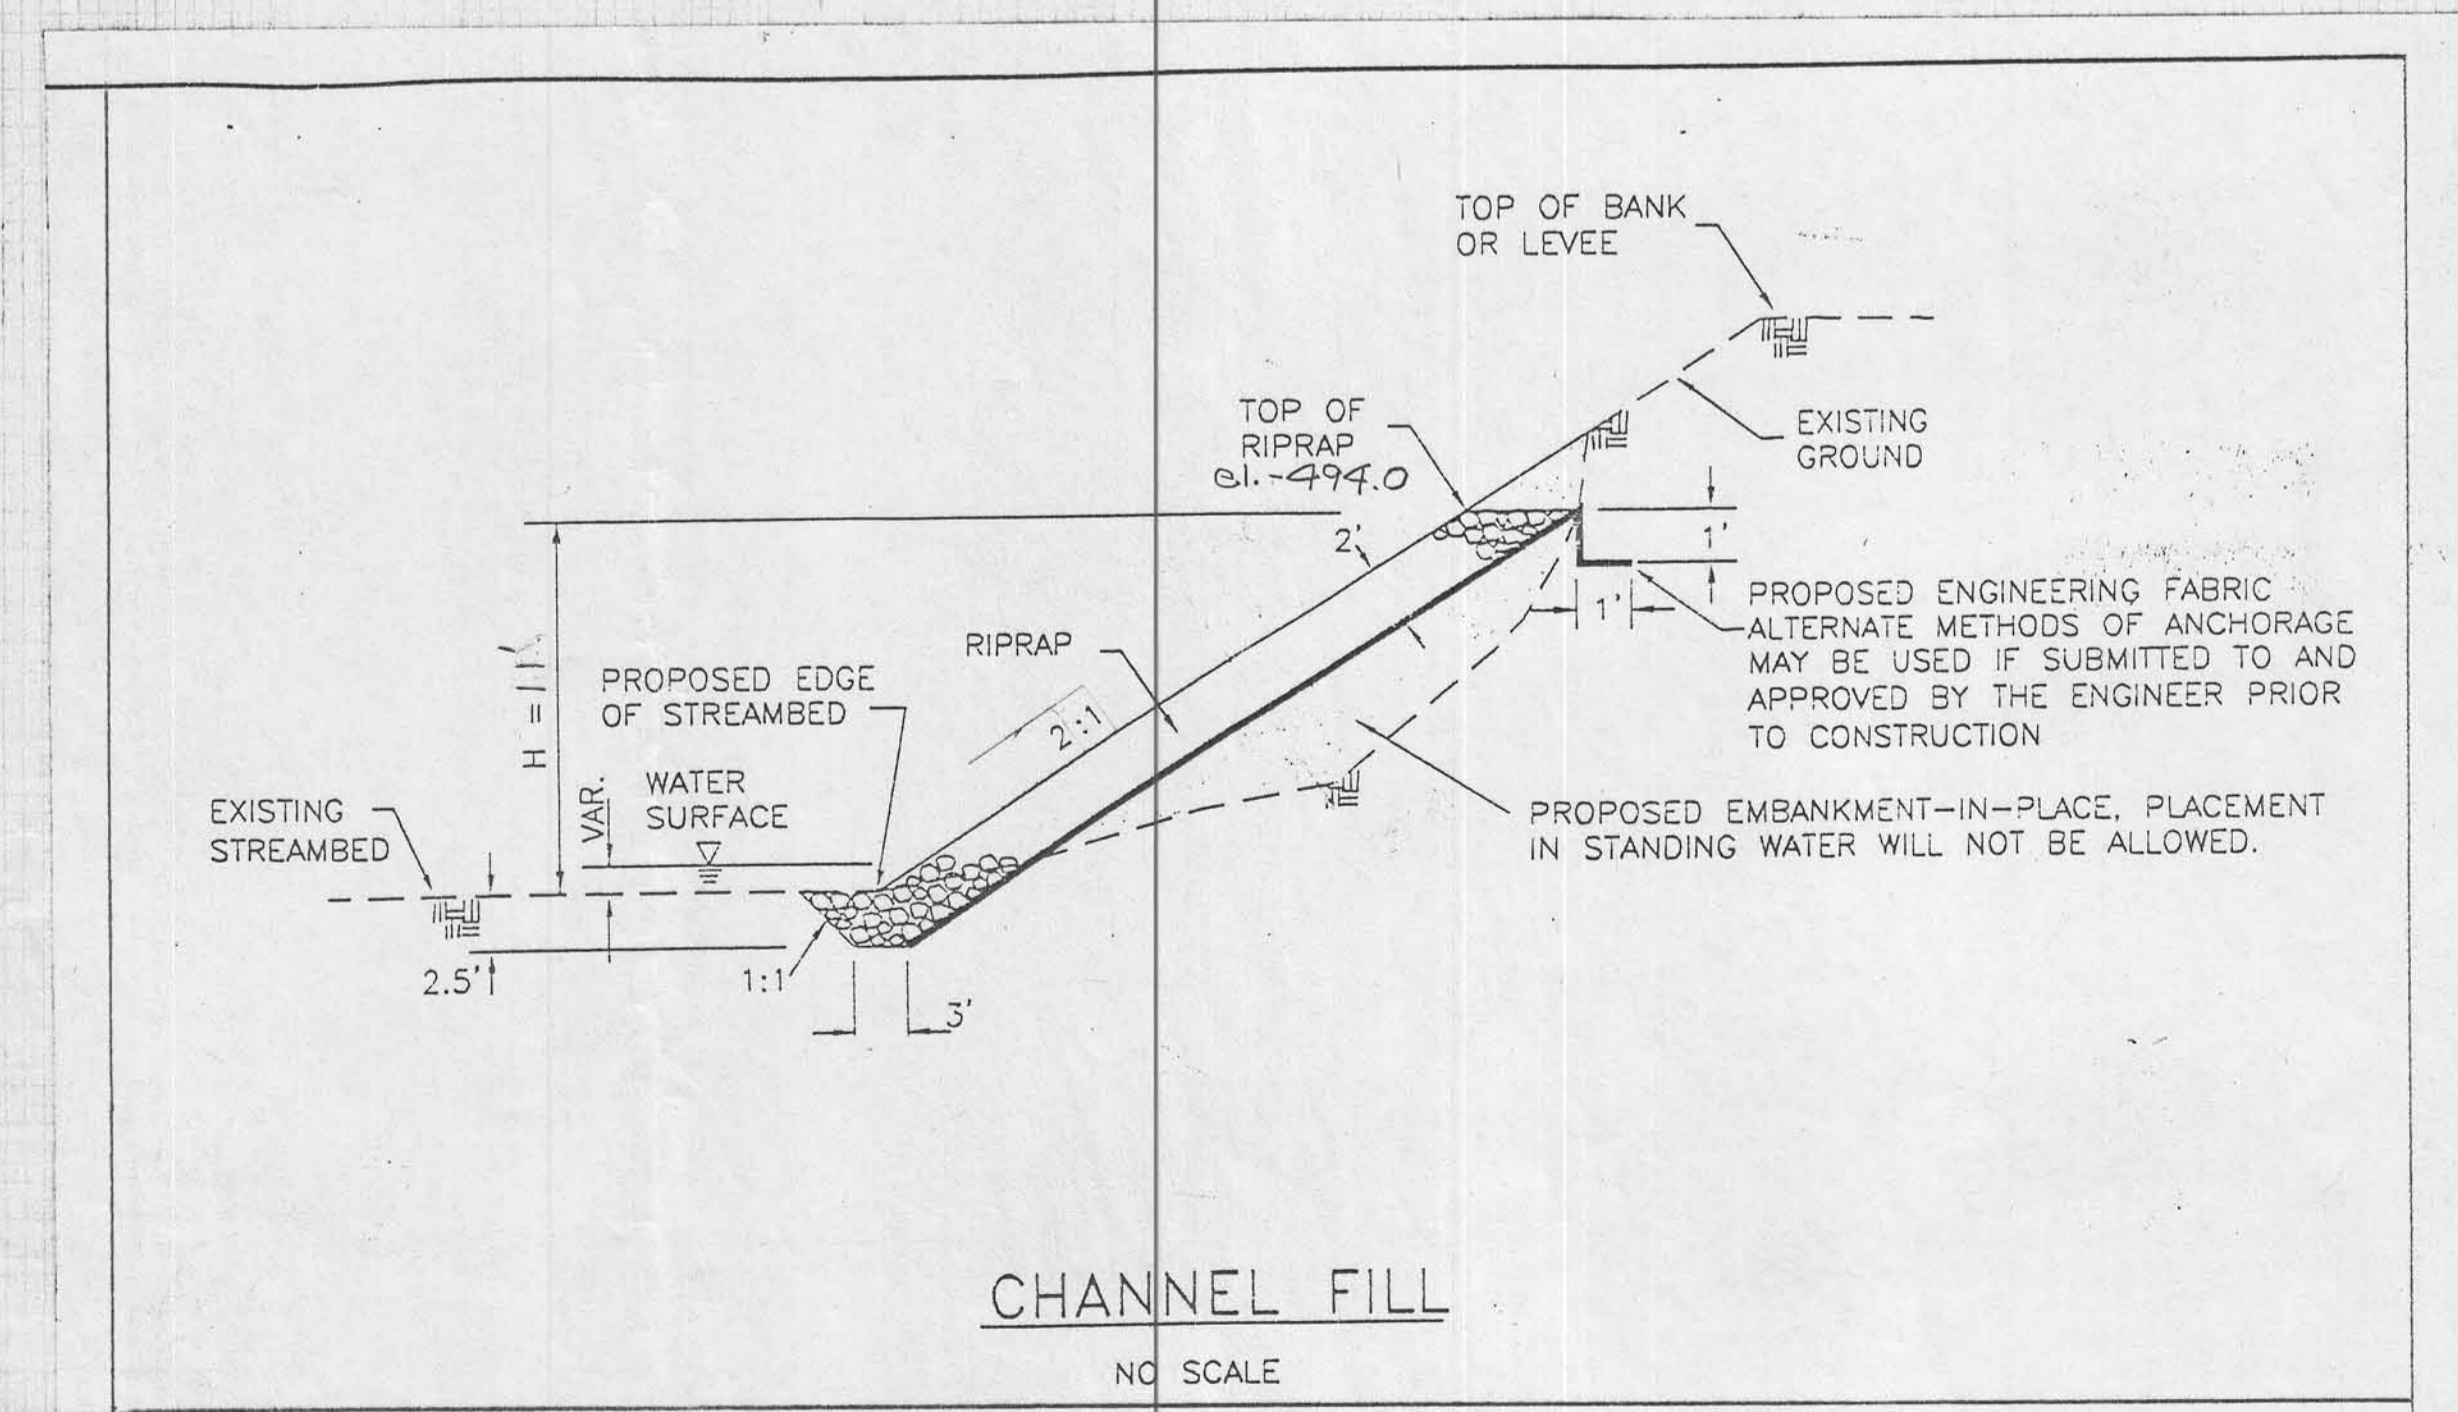 TOP OF BANK
OR LEVEE
TOP OF
RIPRAP
el.-494.0
EXISTING
GROUND
2'
1'
1'
PROPOSED ENGINEERING FABRIC
ALTERNATE METHODS OF ANCHORAGE
MAY BE USED IF SUBMITTED TO AND
APPROVED BY THE ENGINEER PRIOR
TO CONSTRUCTION
RIPRAP
H = 11'
PROPOSED EDGE
OF STREAMBED
2:1
VAR.
WATER
SURFACE
EXISTING
STREAMBED
PROPOSED EMBANKMENT-IN-PLACE, PLACEMENT
IN STANDING WATER WILL NOT BE ALLOWED.
2.5'
1:1
3'
CHANNEL FILL
NO SCALE